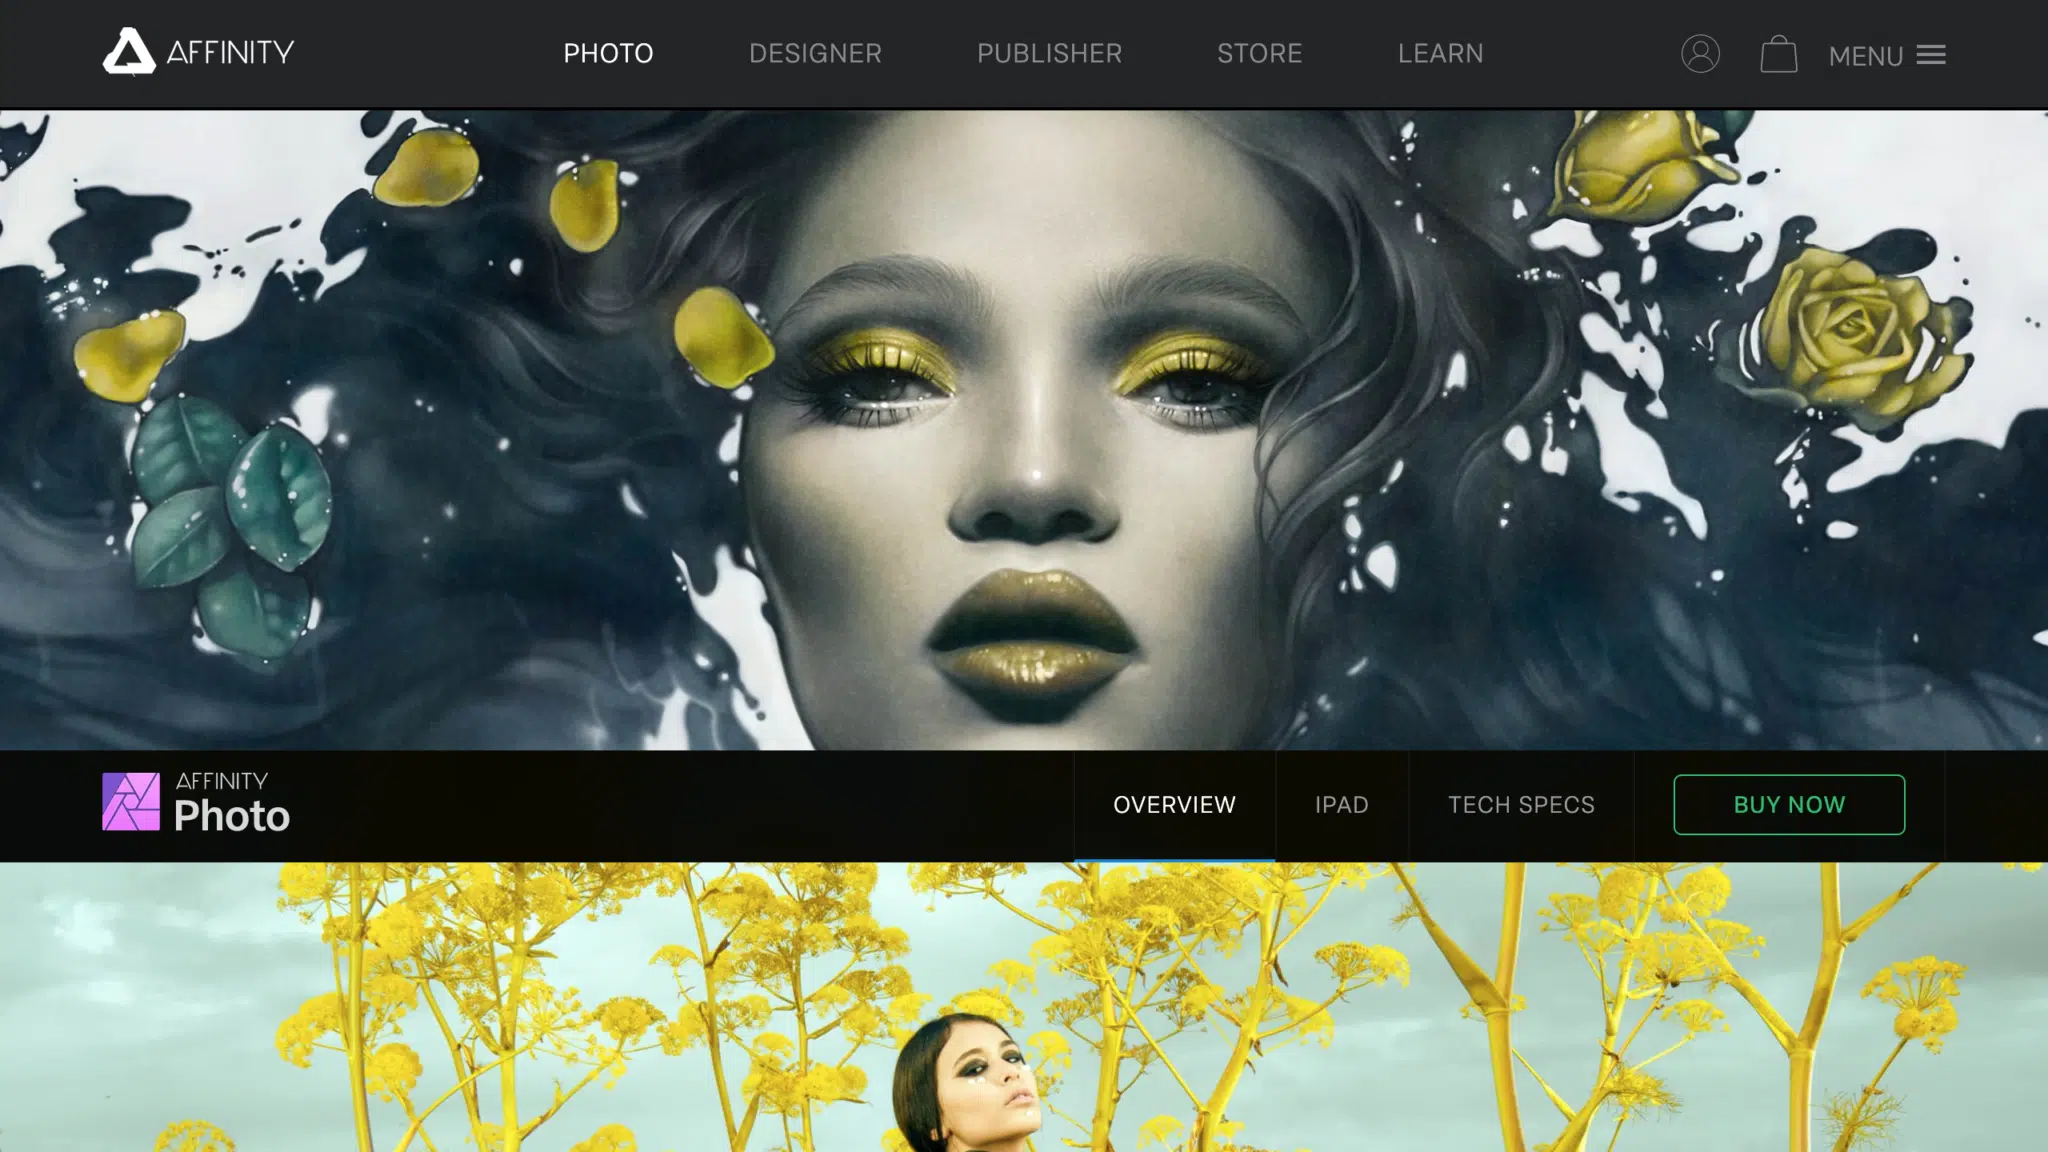 AFFINITY
PHOTO
DESIGNER
PUBLISHER
STORE
LEARN
MENU
AFFINITY
Photo
OVERVIEW
IPAD
TECH SPECS
BUY NOW